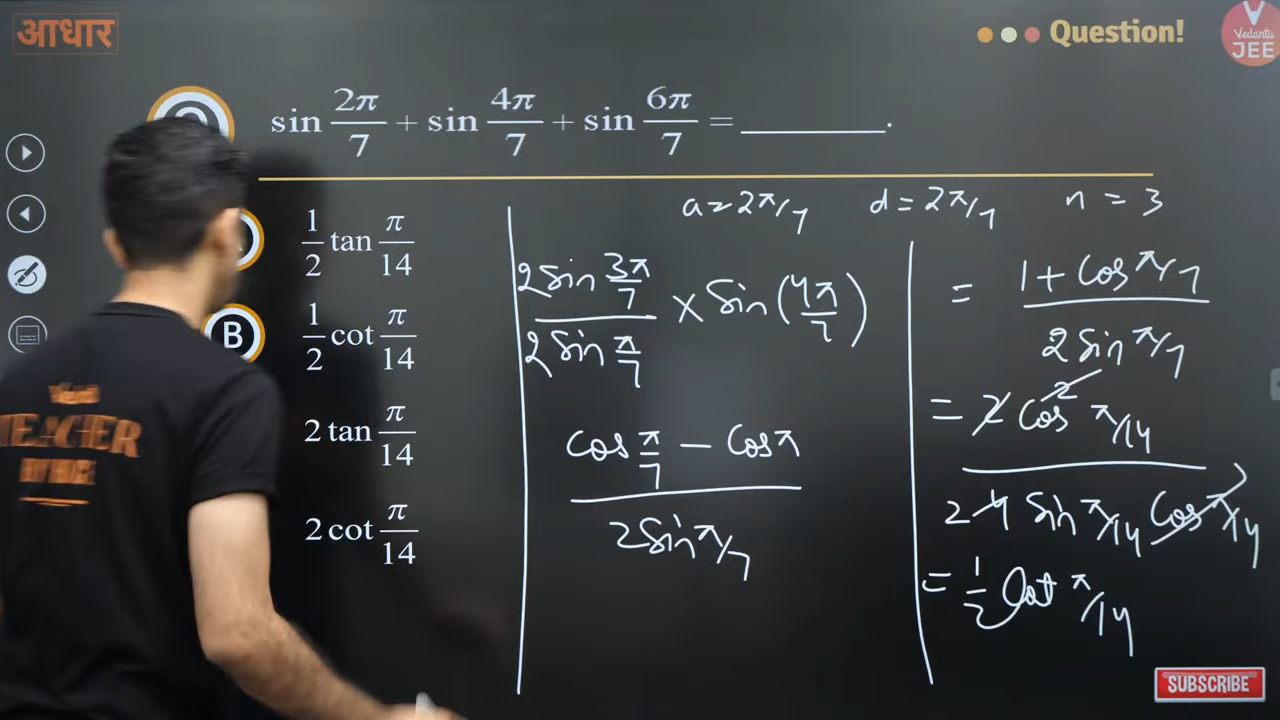 आधार
Question!
Vedantu
JEE
sin 2π/7 + sin 4π/7 + sin 6π/7 = ________.
a = 2π/7 d = 2π/7 n = 3
1/2 tan π/14
B 1/2 cot π/14
2 tan π/14
2 cot π/14
2 sin 3π/7 / 2 sin π/7 × sin (4π/7)
cos π/7 − cos π / 2 sin π/7
= 1 + cos π/7 / 2 sin π/7
= 2 cos² π/14 / 2 4 sin π/14 cos π/14
= 1/2 cot π/14
TEACHER
SUBSCRIBE